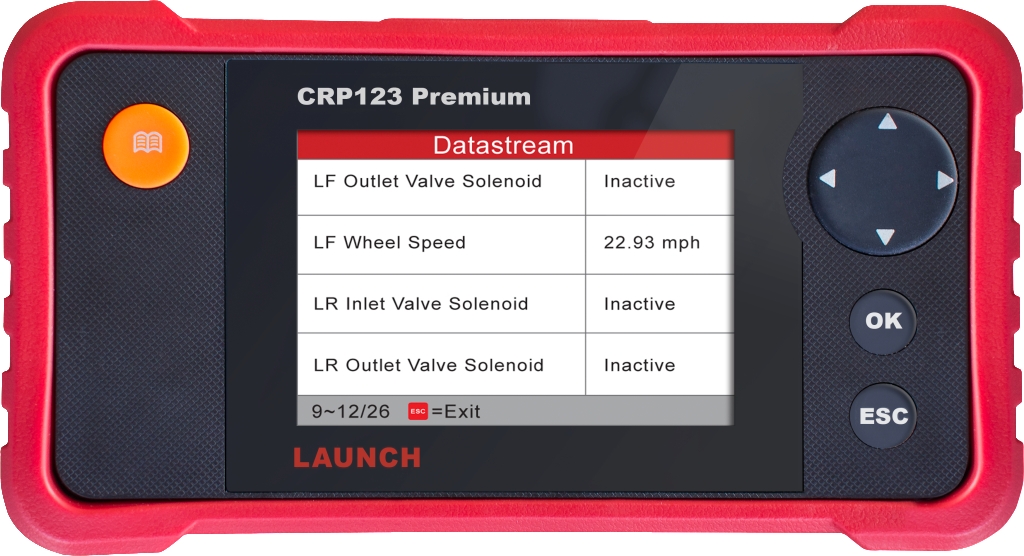 CRP123 Premium
Datastream
LF Outlet Valve Solenoid Inactive
LF Wheel Speed 22.93 mph
LR Inlet Valve Solenoid Inactive
LR Outlet Valve Solenoid Inactive
9~12/26 ESC =Exit
LAUNCH
OK
ESC